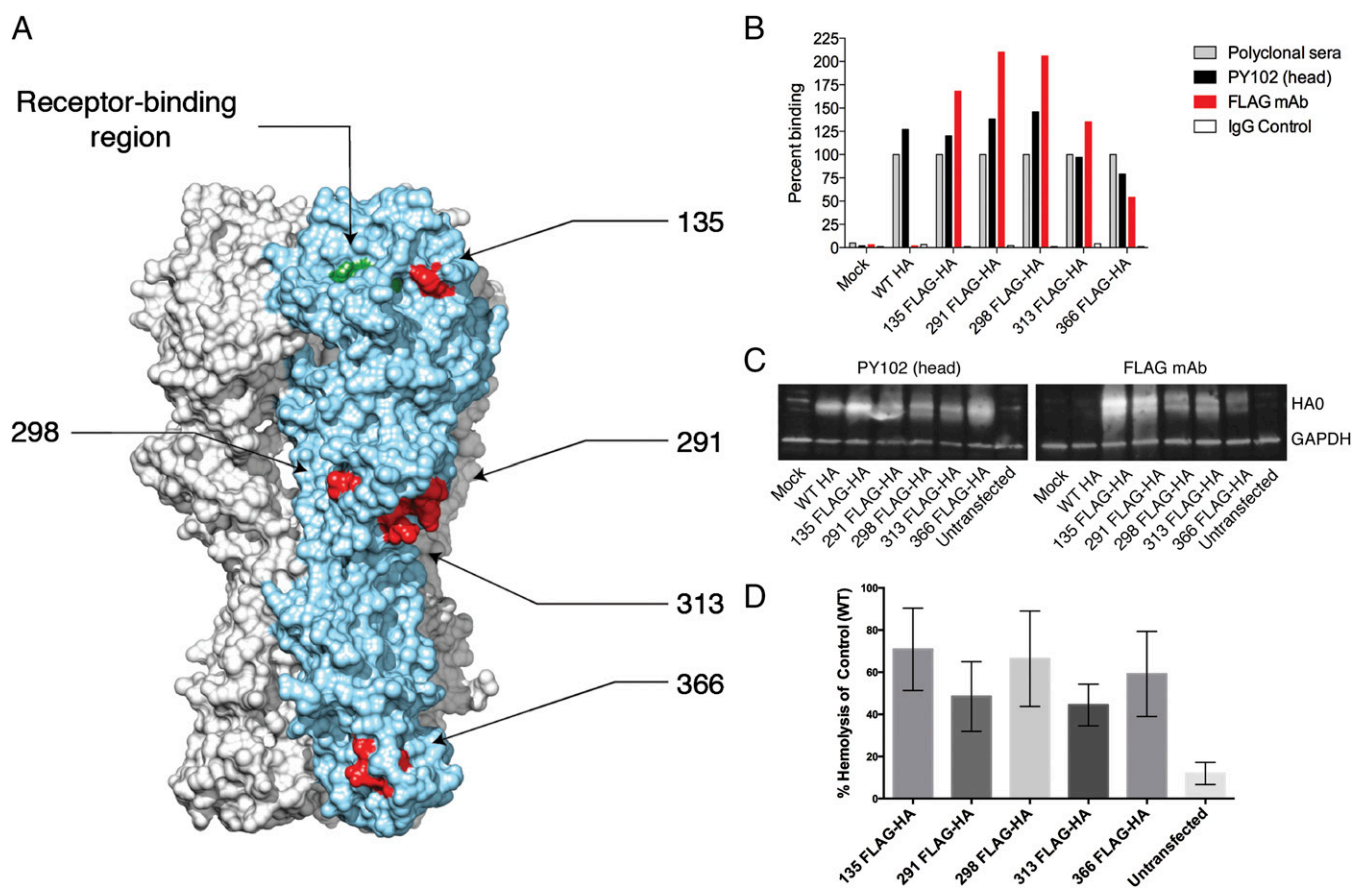 A
Receptor-binding
region
135
298
291
313
366
B
Percent binding
225
200
175
150
125
100
75
50
25
0
Mock
WT HA
135 FLAG-HA
291 FLAG-HA
298 FLAG-HA
313 FLAG-HA
366 FLAG-HA
Polyclonal sera
PY102 (head)
FLAG mAb
IgG Control
C
PY102 (head)
FLAG mAb
HA0
GAPDH
Mock
WT HA
135 FLAG-HA
291 FLAG-HA
298 FLAG-HA
313 FLAG-HA
366 FLAG-HA
Untransfected
Mock
WT HA
135 FLAG-HA
291 FLAG-HA
298 FLAG-HA
313 FLAG-HA
366 FLAG-HA
Untransfected
D
% Hemolysis of Control (WT)
100
80
60
40
20
0
135 FLAG-HA
291 FLAG-HA
298 FLAG-HA
313 FLAG-HA
366 FLAG-HA
Untransfected